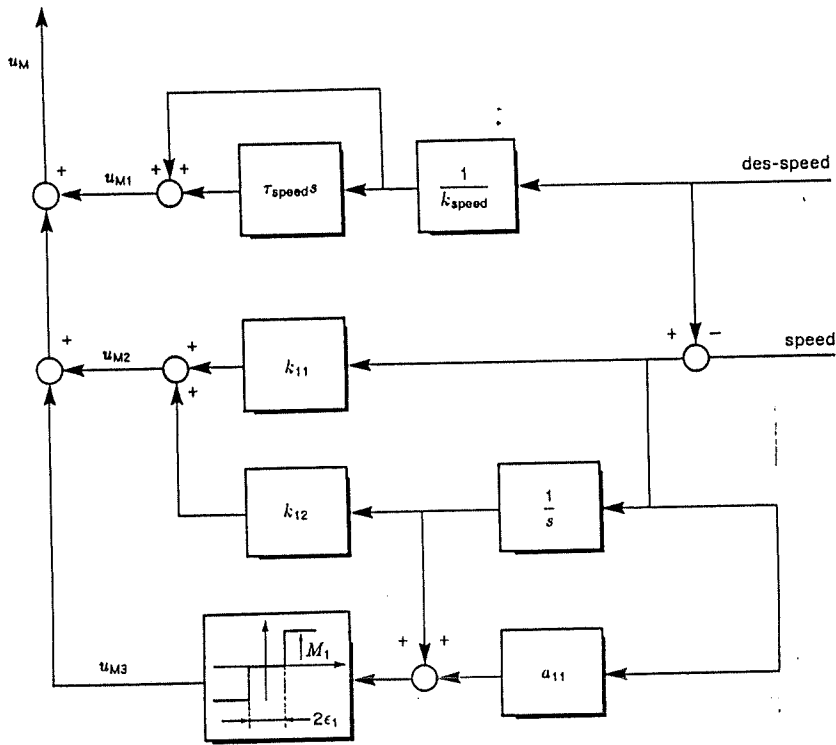 u_M
des-speed
+
+ +
u_M1
τ_speed s
1
k_speed
+
u_M2
+
+
k_11
+ −
speed
k_12
1
s
u_M3
M_1
2ϵ_1
+ +
a_11